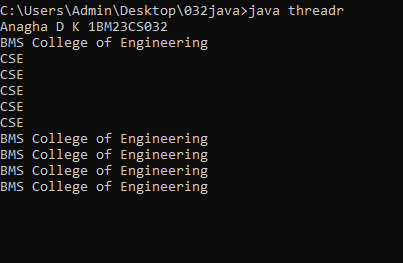 C:\Users\Admin\Desktop\032java>java threadr
Anagha D K 1BM23CS032
BMS College of Engineering
CSE
CSE
CSE
CSE
CSE
BMS College of Engineering
BMS College of Engineering
BMS College of Engineering
BMS College of Engineering